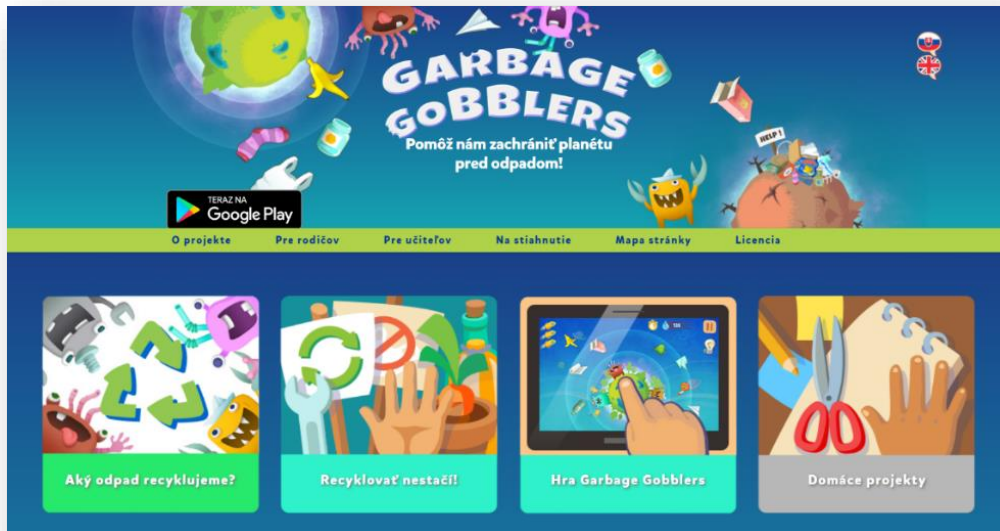 GARBAGE
GOBBLERS
Pomôž nám zachrániť planétu
pred odpadom!
HELP!
TERAZ NA
Google Play
O projekte Pre rodičov Pre učiteľov Na stiahnutie Mapa stránky Licencia
Aký odpad recyklujeme?
Recyklovať nestačí!
Hra Garbage Gobblers
Domáce projekty